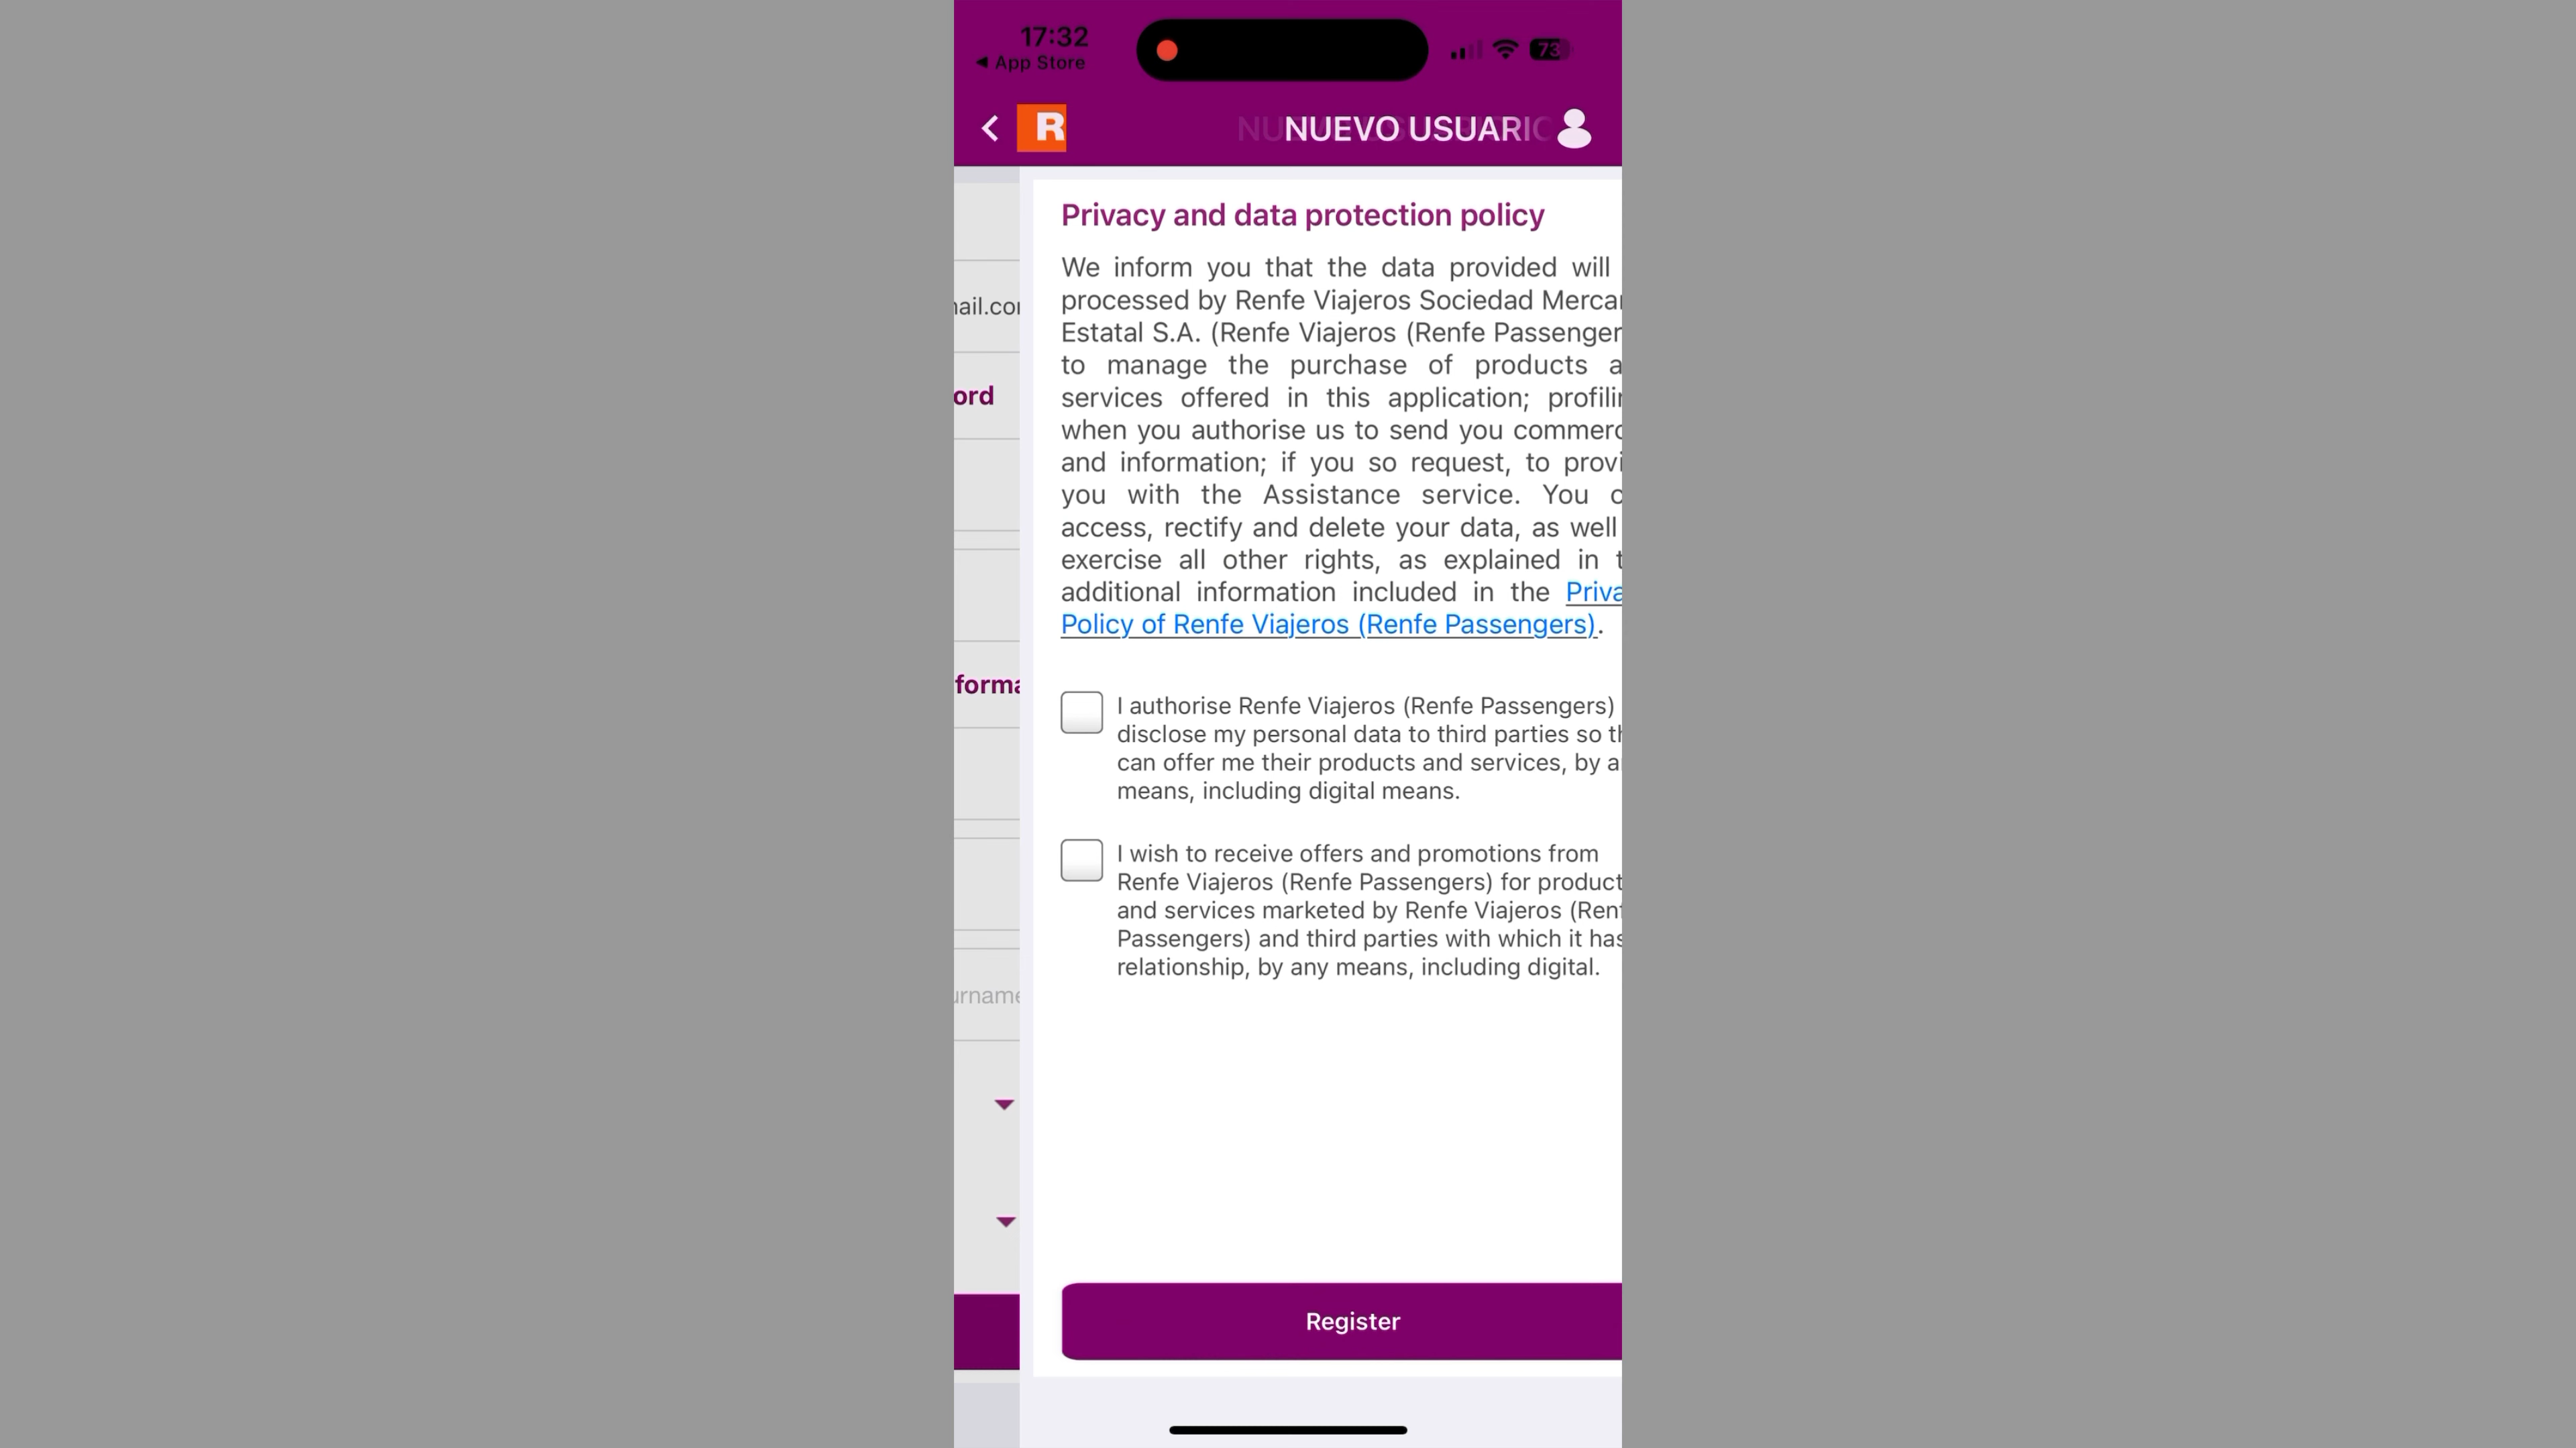 17:32
App Store
73
R
NUEVO USUARIO
Privacy and data protection policy
We inform you that the data provided will
processed by Renfe Viajeros Sociedad Merca
Estatal S.A. (Renfe Viajeros (Renfe Passenger
to manage the purchase of products a
services offered in this application; profili
when you authorise us to send you commerc
and information; if you so request, to provi
you with the Assistance service. You c
access, rectify and delete your data, as well
exercise all other rights, as explained in t
additional information included in the Priva
Policy of Renfe Viajeros (Renfe Passengers).
I authorise Renfe Viajeros (Renfe Passengers)
disclose my personal data to third parties so th
can offer me their products and services, by a
means, including digital means.
I wish to receive offers and promotions from
Renfe Viajeros (Renfe Passengers) for product
and services marketed by Renfe Viajeros (Renf
Passengers) and third parties with which it has
relationship, by any means, including digital.
Register
ail.co
ord
forma
urname